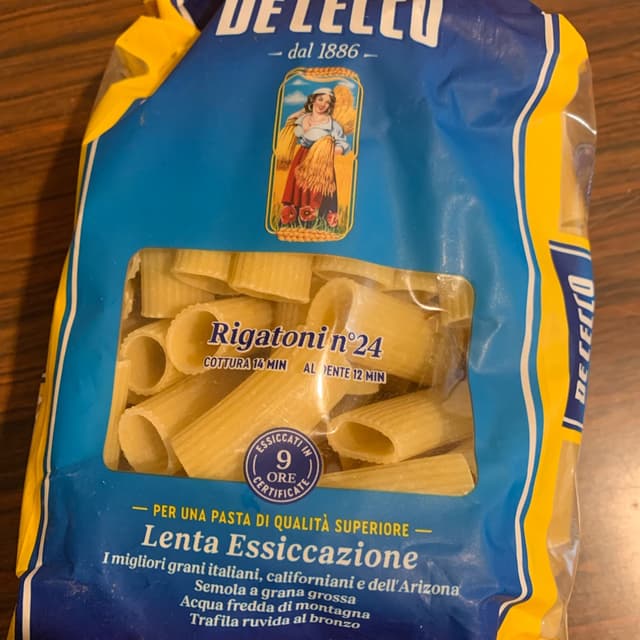 DE CECCO
dal 1886
Rigatoni n°24
COTTURA 14 MIN AL DENTE 12 MIN
ESSICCATI IN
9
ORE
CERTIFICATE
PER UNA PASTA DI QUALITÀ SUPERIORE
Lenta Essiccazione
I migliori grani italiani, californiani e dell'Arizona
Semola a grana grossa
Acqua fredda di montagna
Trafila ruvida al bronzo
DE CECCO